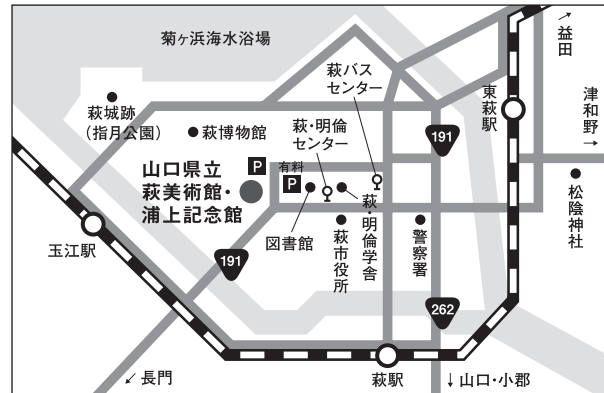 菊ヶ浜海水浴場
益田
萩バス
センター
東萩駅
津和野
萩城跡
（指月公園）
萩博物館
萩・明倫
センター
191
山口県立
萩美術館・
浦上記念館
P
有料
P
松陰神社
図書館
萩・明倫学舎
萩市役所
警察署
玉江駅
191
262
長門
萩駅
山口・小郡